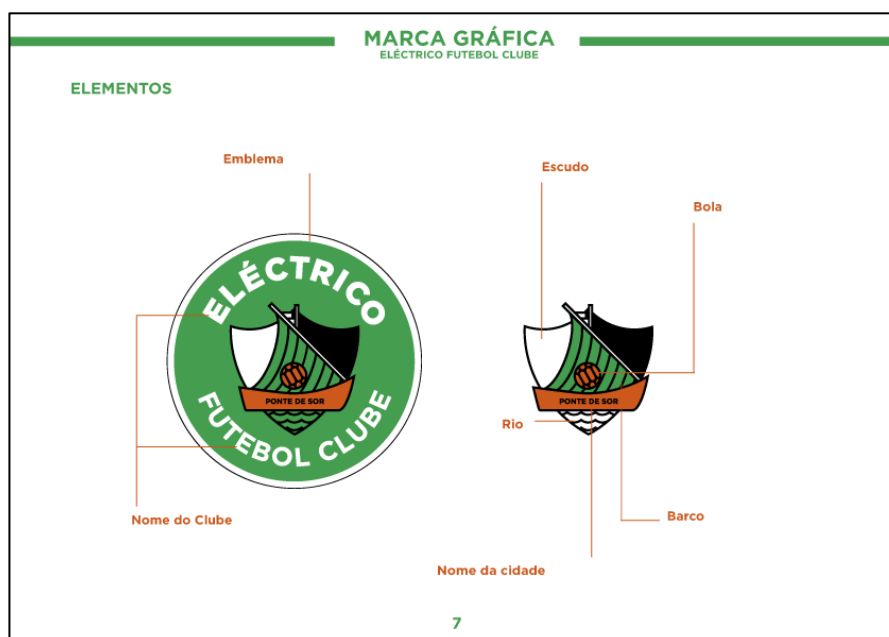 MARCA GRÁFICA
ELÉCTRICO FUTEBOL CLUBE
ELEMENTOS
Emblema
Escudo
Bola
ELÉCTRICO
PONTE DE SOR
FUTEBOL CLUBE
PONTE DE SOR
Rio
Nome do Clube
Barco
Nome da cidade
7